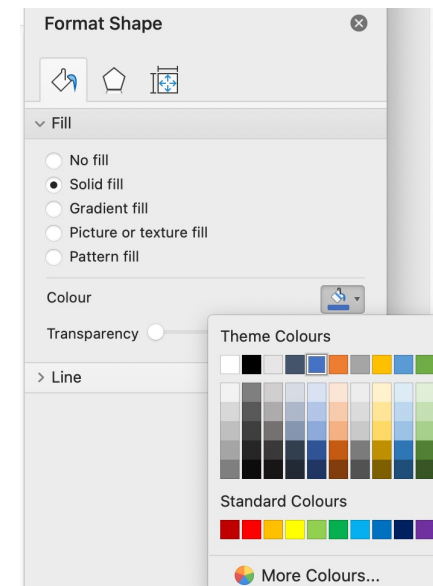 Format Shape
Fill
No fill
Solid fill
Gradient fill
Picture or texture fill
Pattern fill
Colour
Transparency
Theme Colours
Line
Standard Colours
More Colours...